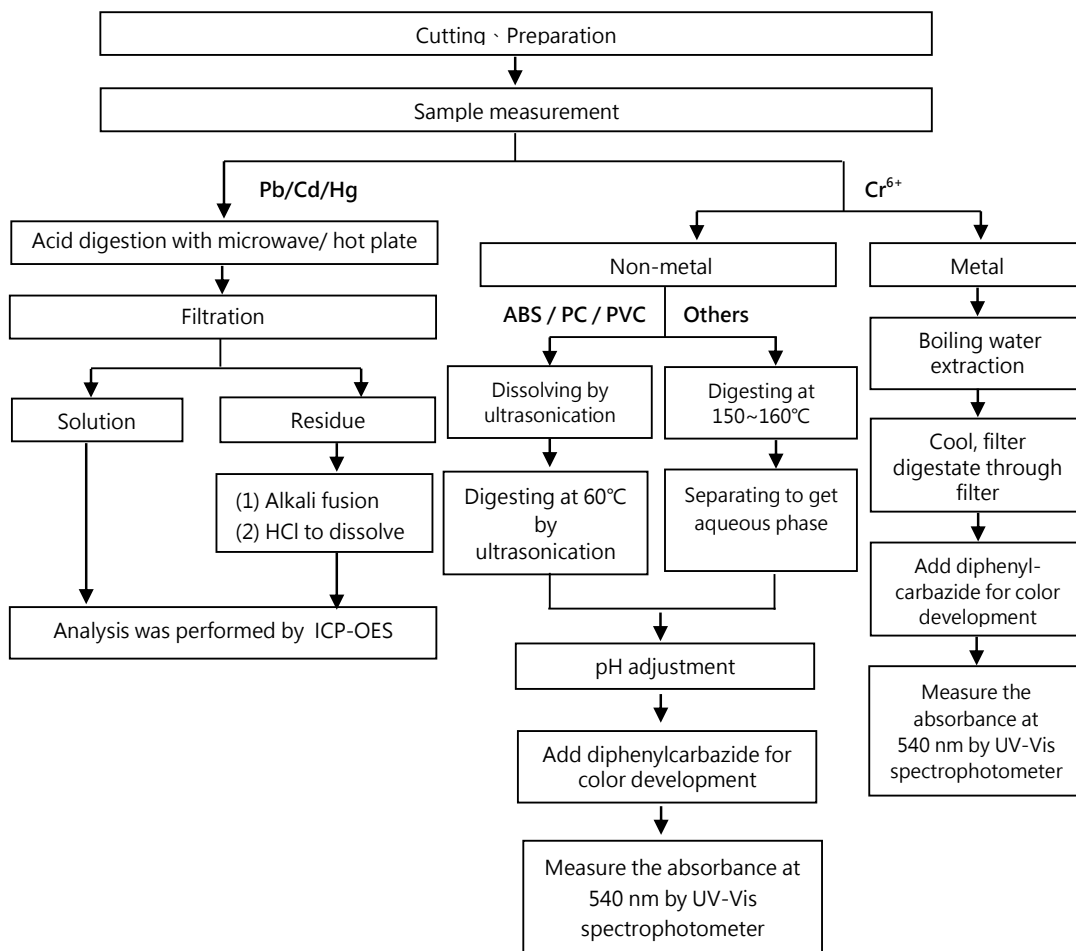 Cutting、Preparation
Sample measurement
Pb/Cd/Hg
Cr⁶⁺
Acid digestion with microwave/ hot plate
Filtration
Solution
Residue
(1) Alkali fusion
(2) HCl to dissolve
Analysis was performed by ICP-OES
Non-metal
ABS / PC / PVC
Others
Dissolving by
ultrasonication
Digesting at 60℃
by
ultrasonication
Digesting at
150~160℃
Separating to get
aqueous phase
pH adjustment
Add diphenylcarbazide for
color development
Measure the absorbance at
540 nm by UV-Vis
spectrophotometer
Metal
Boiling water
extraction
Cool, filter
digestate through
filter
Add diphenyl-
carbazide for color
development
Measure the
absorbance at
540 nm by UV-Vis
spectrophotometer